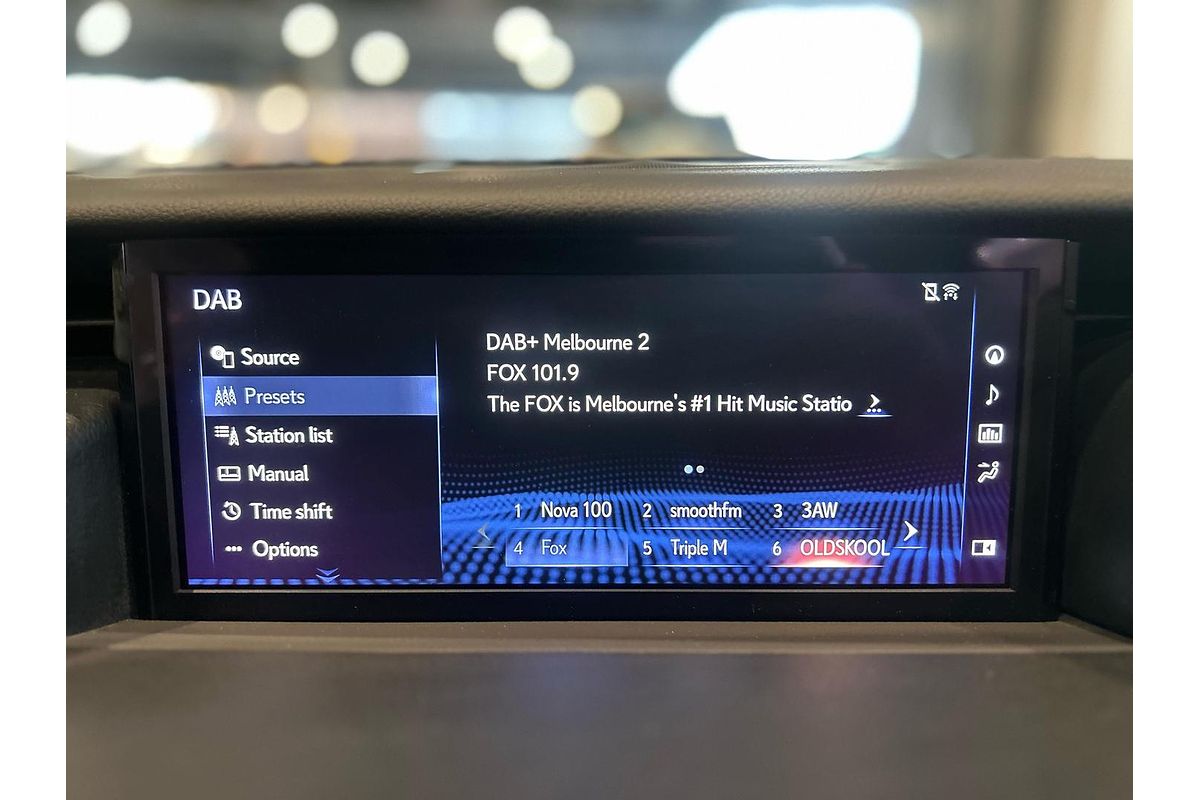 DAB
Source
Presets
Station list
Manual
Time shift
Options
DAB+ Melbourne 2
FOX 101.9
The FOX is Melbourne's #1 Hit Music Statio
1 Nova 100 2 smoothfm 3 3AW
4 Fox 5 Triple M 6 OLDSKOOL